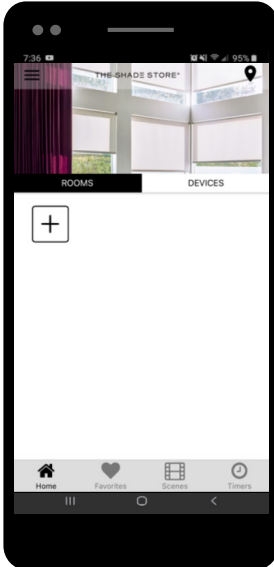 7:36 95%
THE SHADE STORE®
ROOMS DEVICES
Home Favorites Scenes Timers